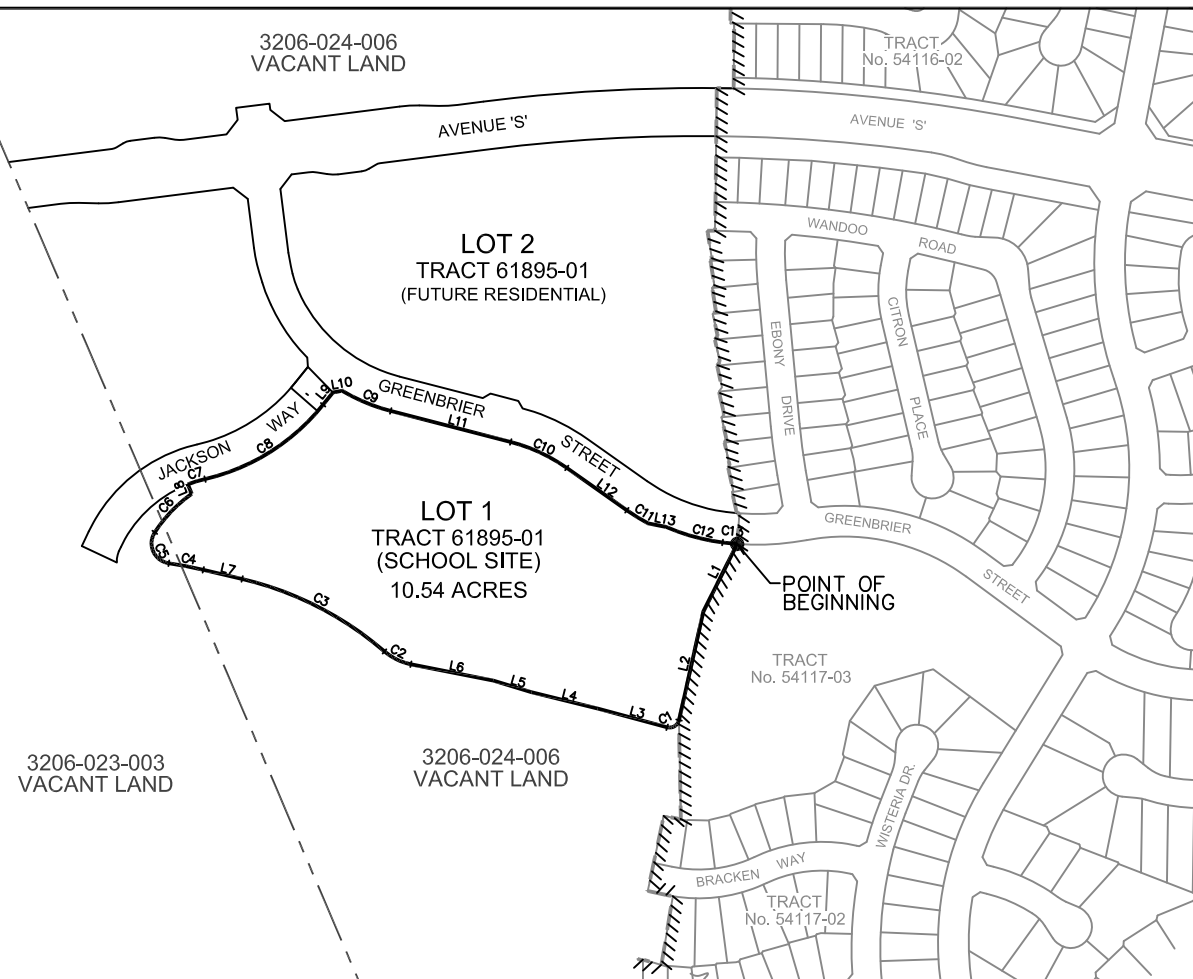 3206-024-006
VACANT LAND
TRACT
No. 54116-02
AVENUE 'S'
AVENUE 'S'
WANDOO
ROAD
LOT 2
TRACT 61895-01
(FUTURE RESIDENTIAL)
EBONY
DRIVE
CITRON
PLACE
L9
L10
C9
GREENBRIER
STREET
L11
C10
L12
C11
L13
C12
C13
JACKSON
WAY
C8
C7
L8
C6
C5
C4
L7
C3
C2
L6
L5
L4
L3
C1
L2
L1
LOT 1
TRACT 61895-01
(SCHOOL SITE)
10.54 ACRES
GREENBRIER
STREET
POINT OF
BEGINNING
TRACT
No. 54117-03
3206-023-003
VACANT LAND
3206-024-006
VACANT LAND
WISTERIA DR.
BRACKEN WAY
TRACT
No. 54117-02